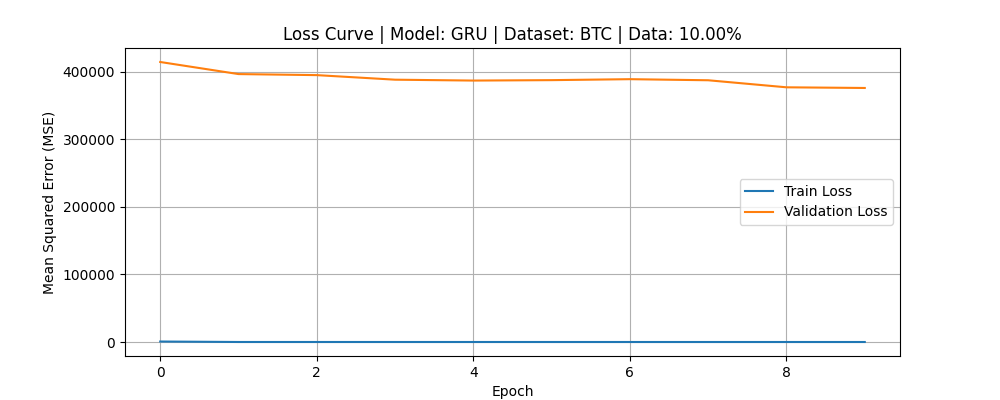 Loss Curve | Model: GRU | Dataset: BTC | Data: 10.00%
Mean Squared Error (MSE)
400000
300000
200000
100000
0
Train Loss
Validation Loss
0 2 4 6 8
Epoch